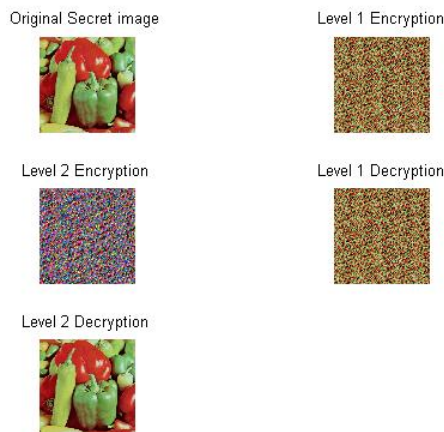 Original Secret image
Level 1 Encryption
Level 2 Encryption
Level 1 Decryption
Level 2 Decryption